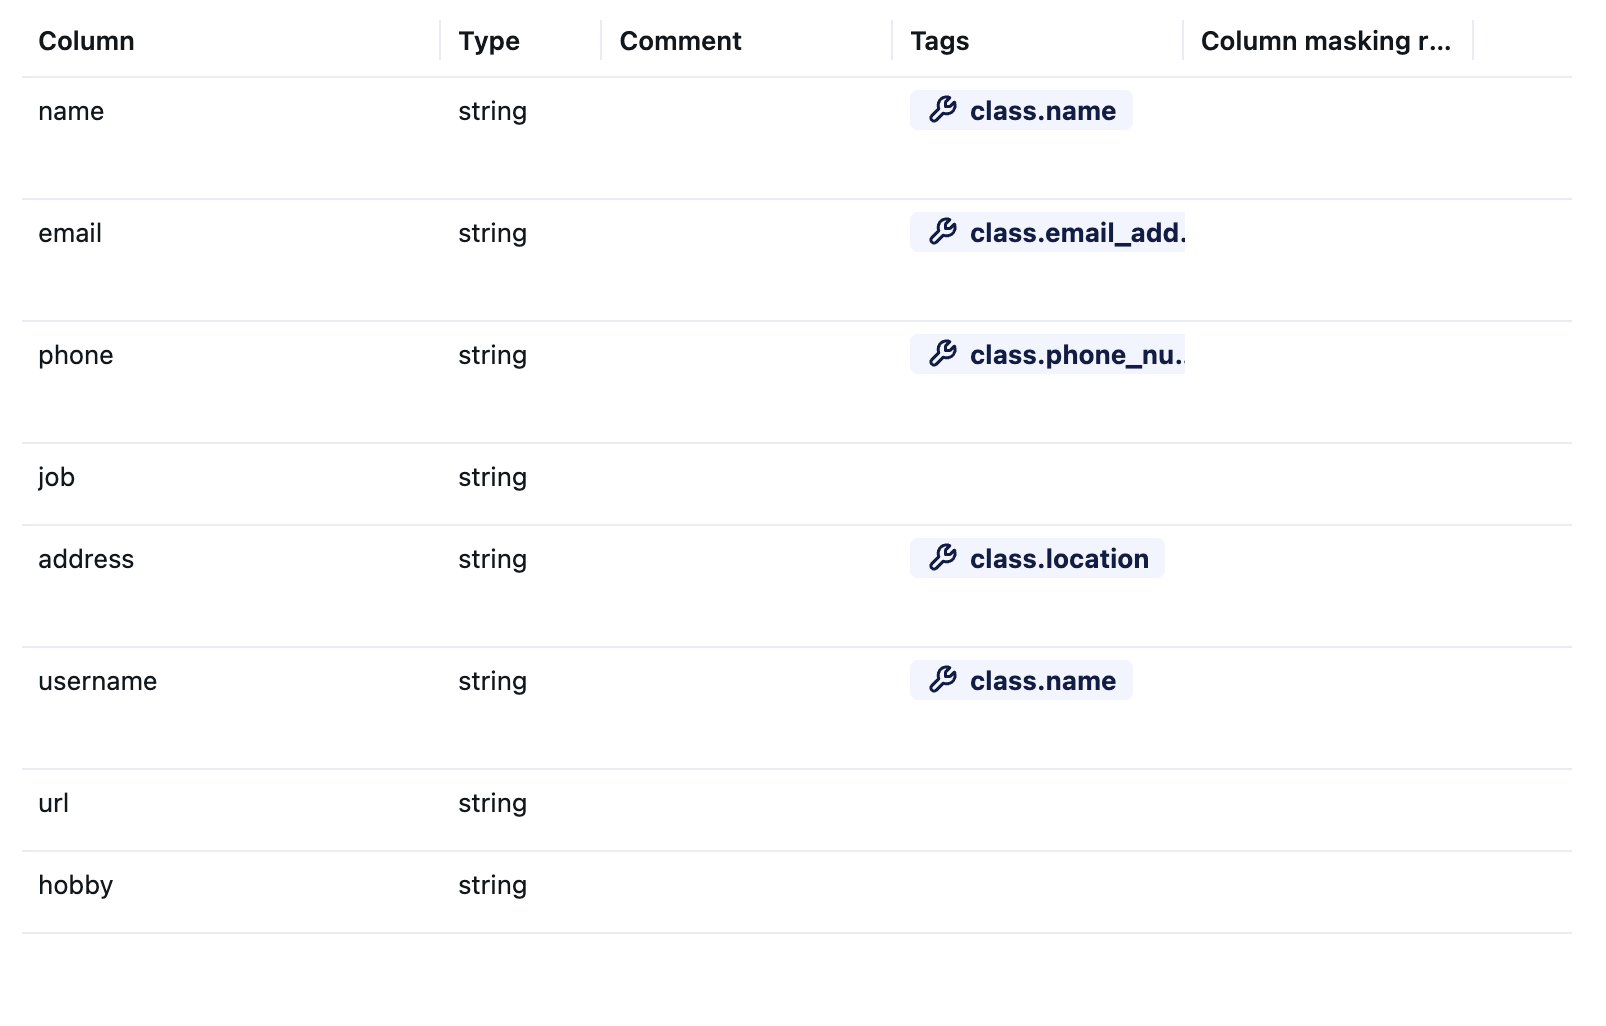 Column Type Comment Tags Column masking r...
name string class.name
email string class.email_add.
phone string class.phone_nu..
job string
address string class.location
username string class.name
url string
hobby string